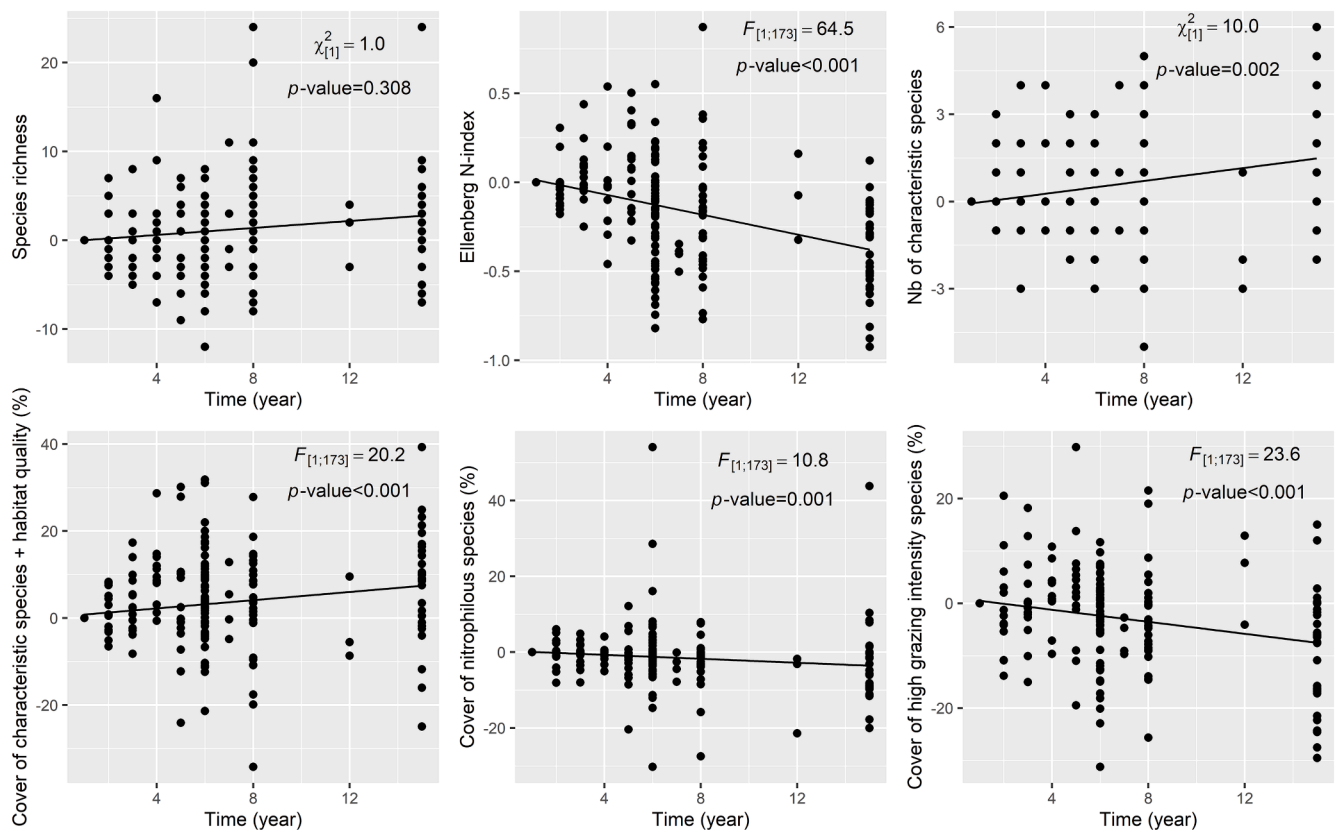 Species richness
20
10
0
-10
χ²[1] = 1.0
p-value=0.308
4
8
12
Time (year)
Ellenberg N-index
0.5
0.0
-0.5
-1.0
F[1;173] = 64.5
p-value<0.001
4
8
12
Time (year)
Nb of characteristic species
6
3
0
-3
χ²[1] = 10.0
p-value=0.002
4
8
12
Time (year)
Cover of characteristic species + habitat quality (%)
40
20
0
-20
F[1;173] = 20.2
p-value<0.001
4
8
12
Time (year)
Cover of nitrophilous species (%)
40
20
0
-20
F[1;173] = 10.8
p-value=0.001
4
8
12
Time (year)
Cover of high grazing intensity species (%)
20
0
-20
F[1;173] = 23.6
p-value<0.001
4
8
12
Time (year)